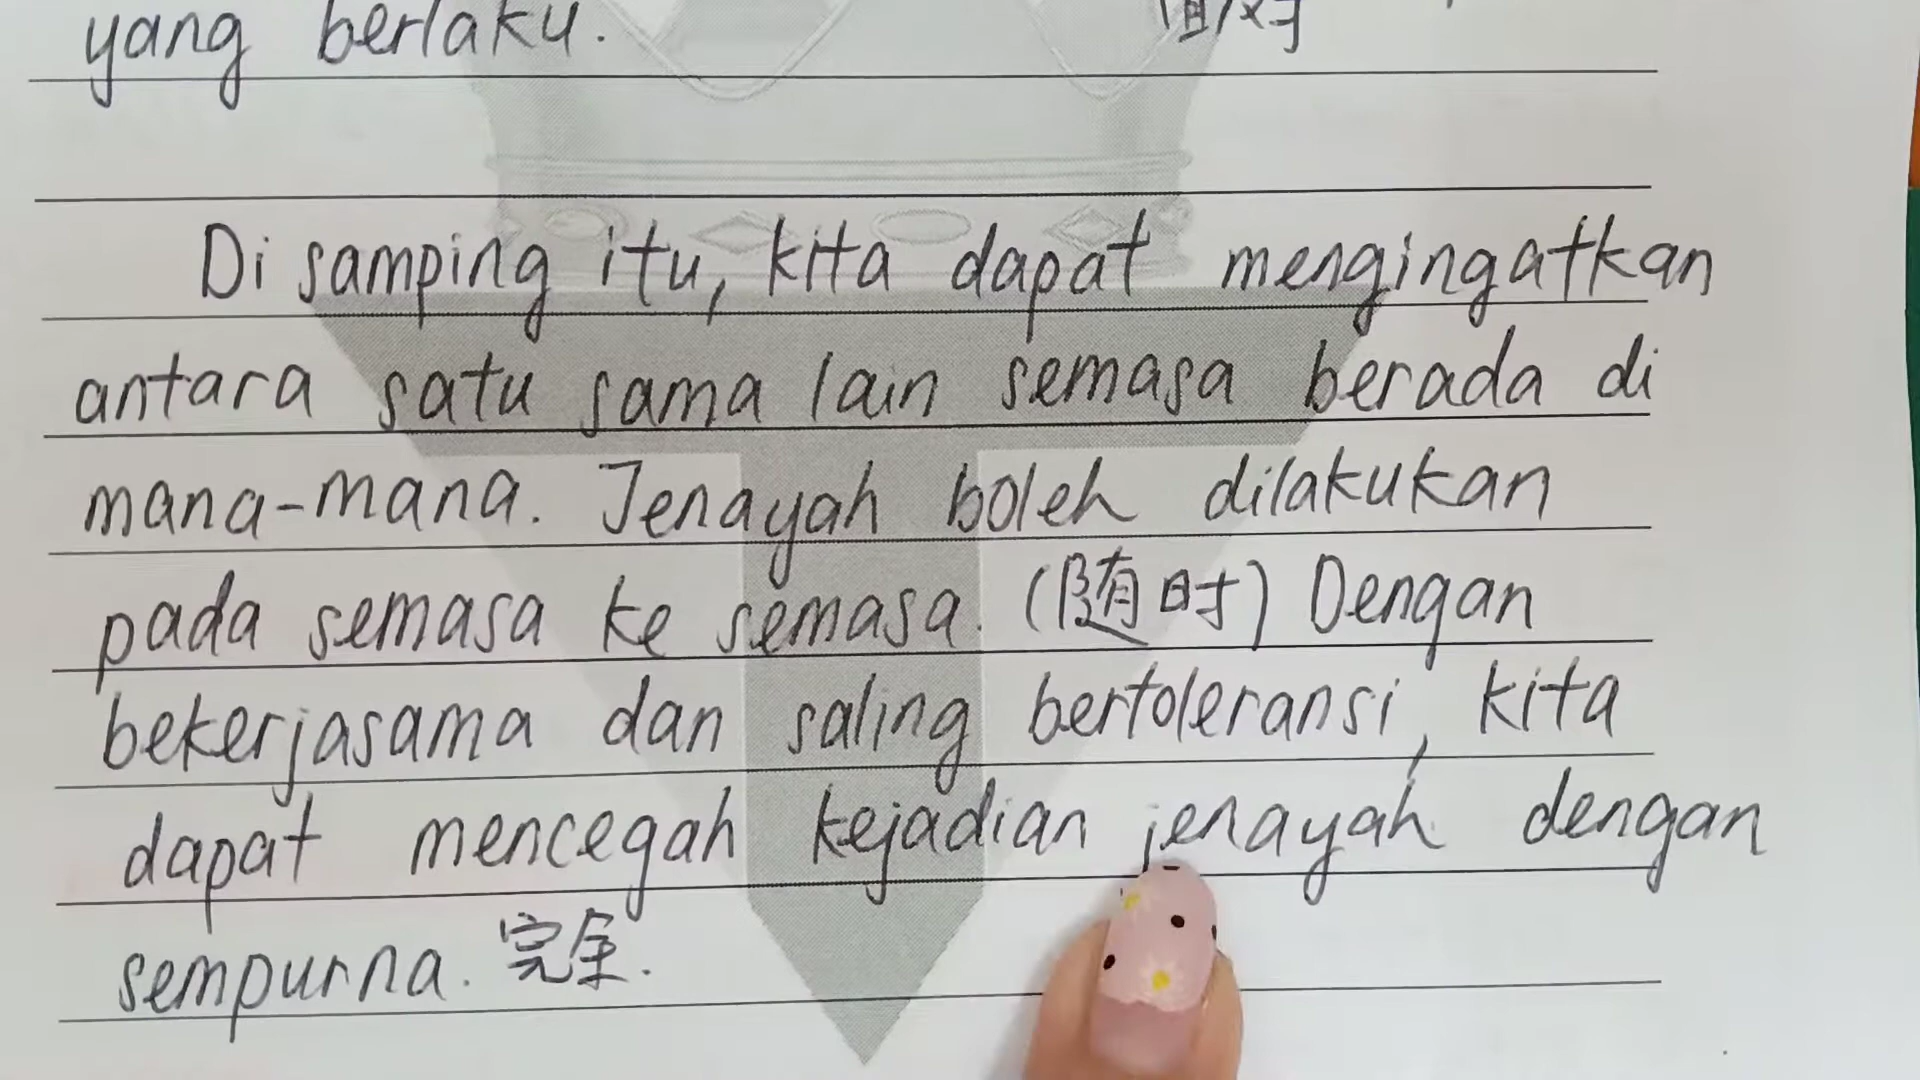 yang berlaku.
Di samping itu, kita dapat mengingatkan
antara satu sama lain semasa berada di
mana-mana. Jenayah boleh dilakukan
pada semasa ke semasa. (随时) Dengan
bekerjasama dan saling bertoleransi, kita
dapat mencegah kejadian jenayah dengan
sempurna. 完全.